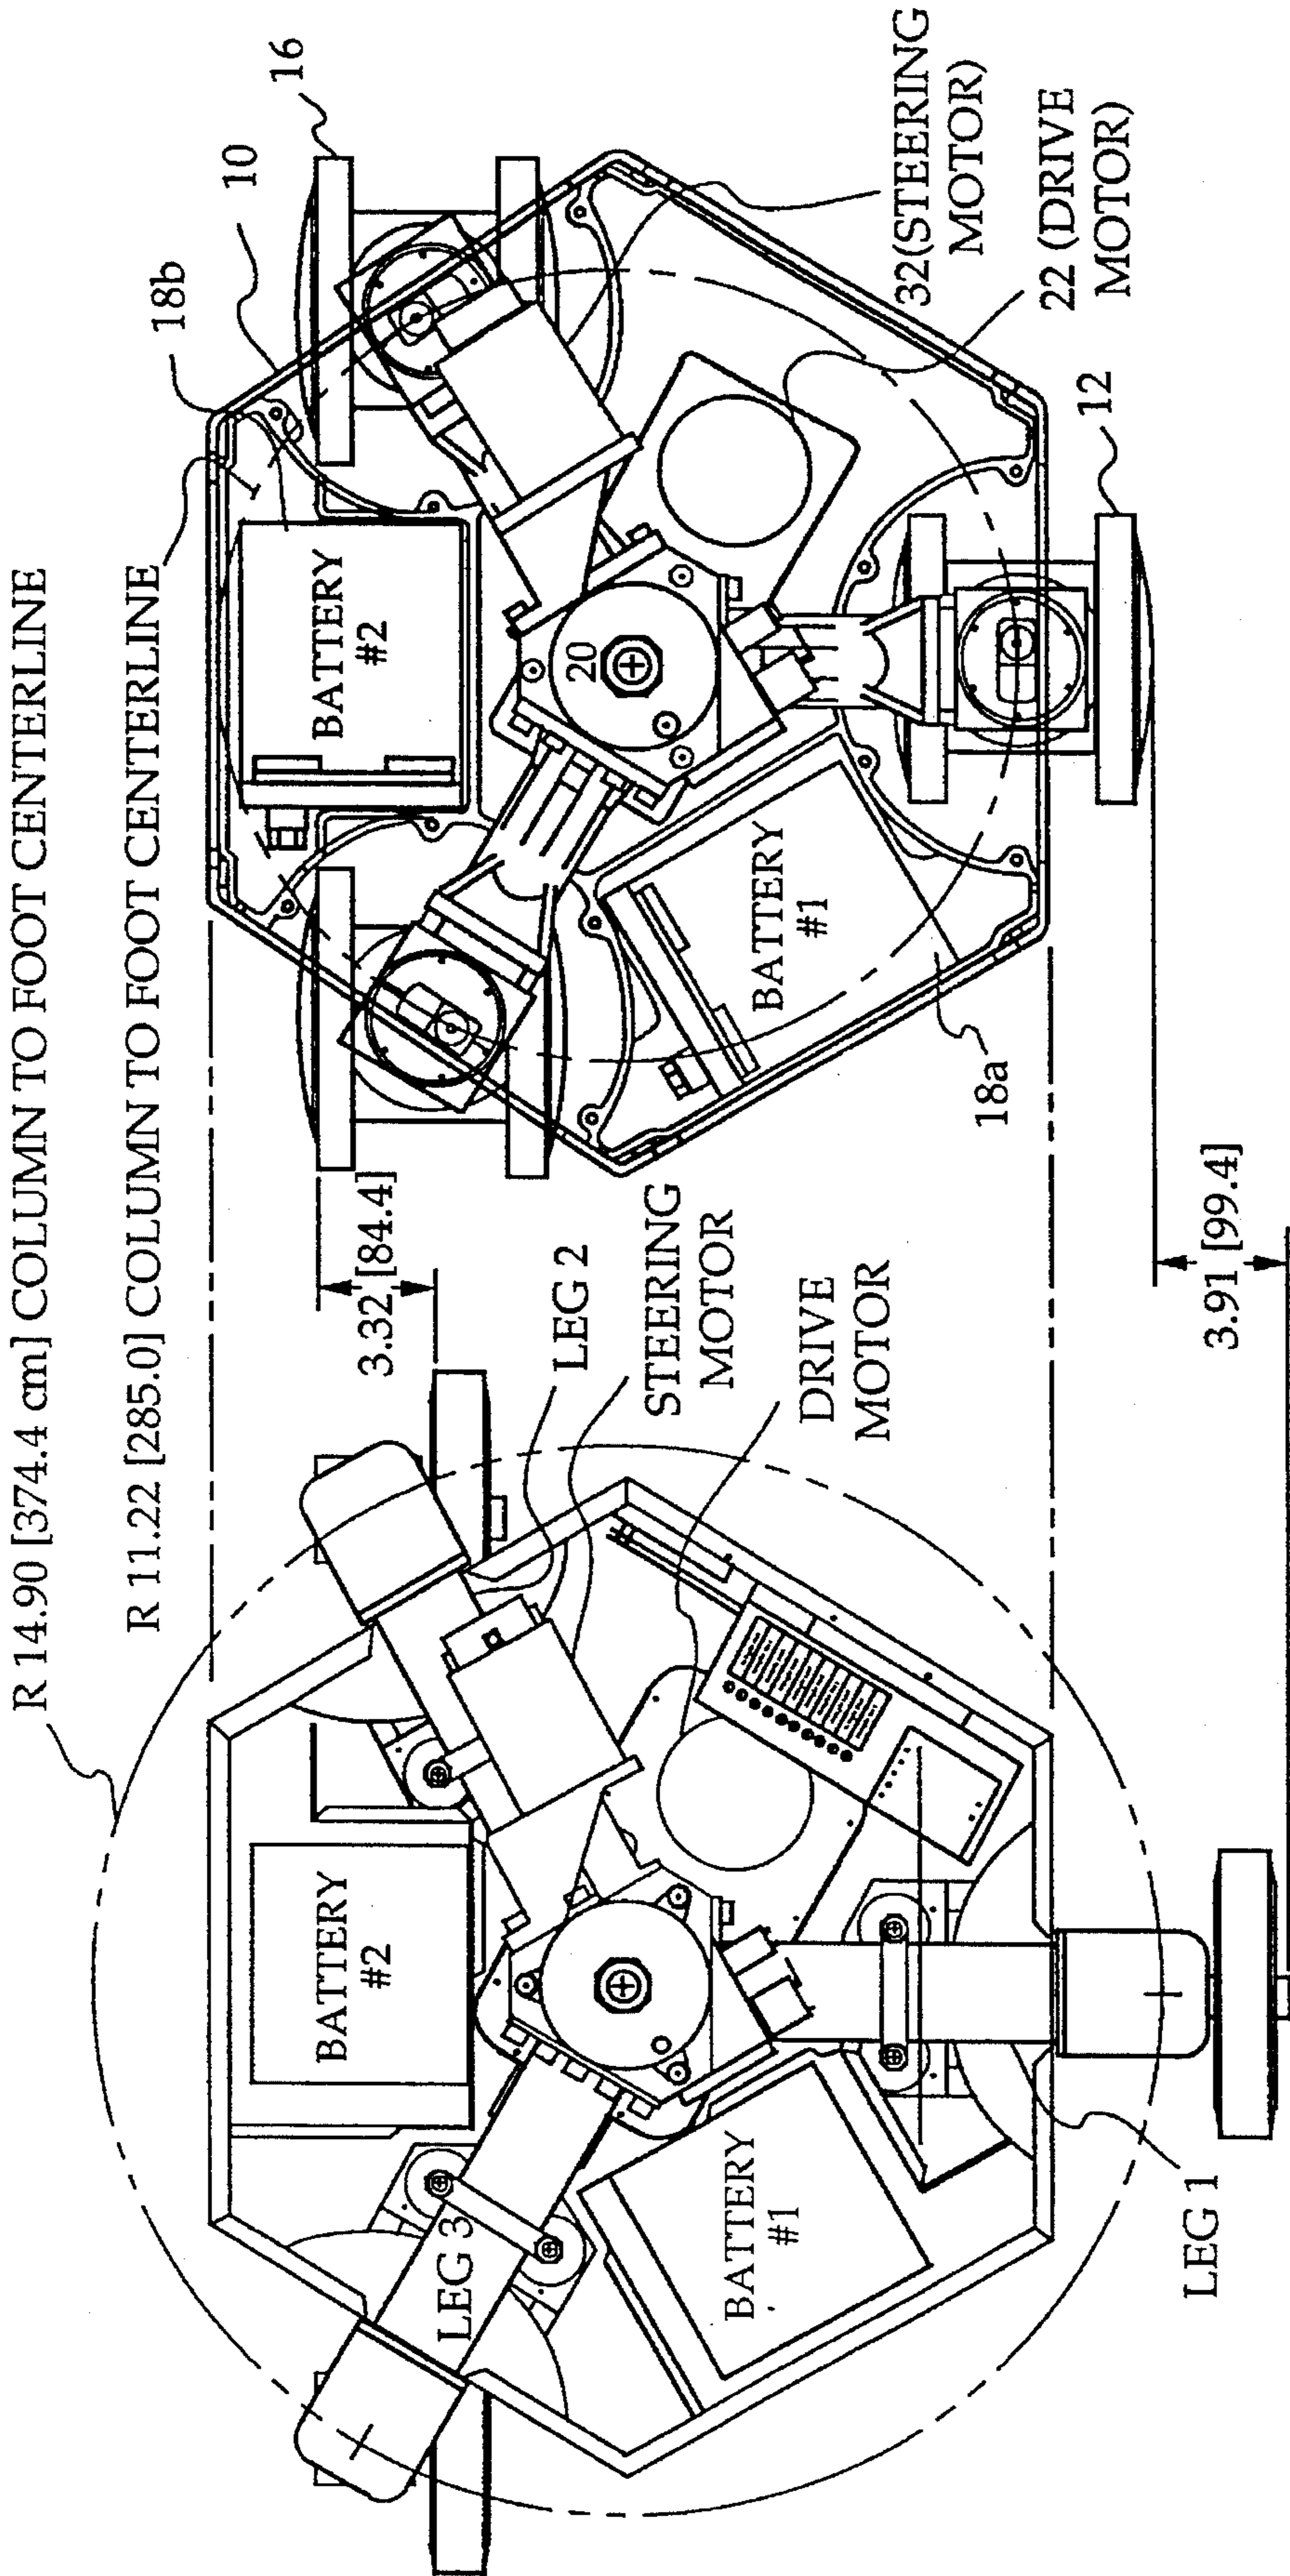 R 14.90 [374.4 cm] COLUMN TO FOOT CENTERLINE
R 11.22 [285.0] COLUMN TO FOOT CENTERLINE
BATTERY
#2
LEG 3
BATTERY
#1
LEG 1
LEG 2
STEERING
MOTOR
DRIVE
MOTOR
3.32 [84.4]
3.91 [99.4]
18b
10
16
BATTERY
#2
20
BATTERY
#1
18a
32(STEERING
MOTOR)
22 (DRIVE
MOTOR)
12